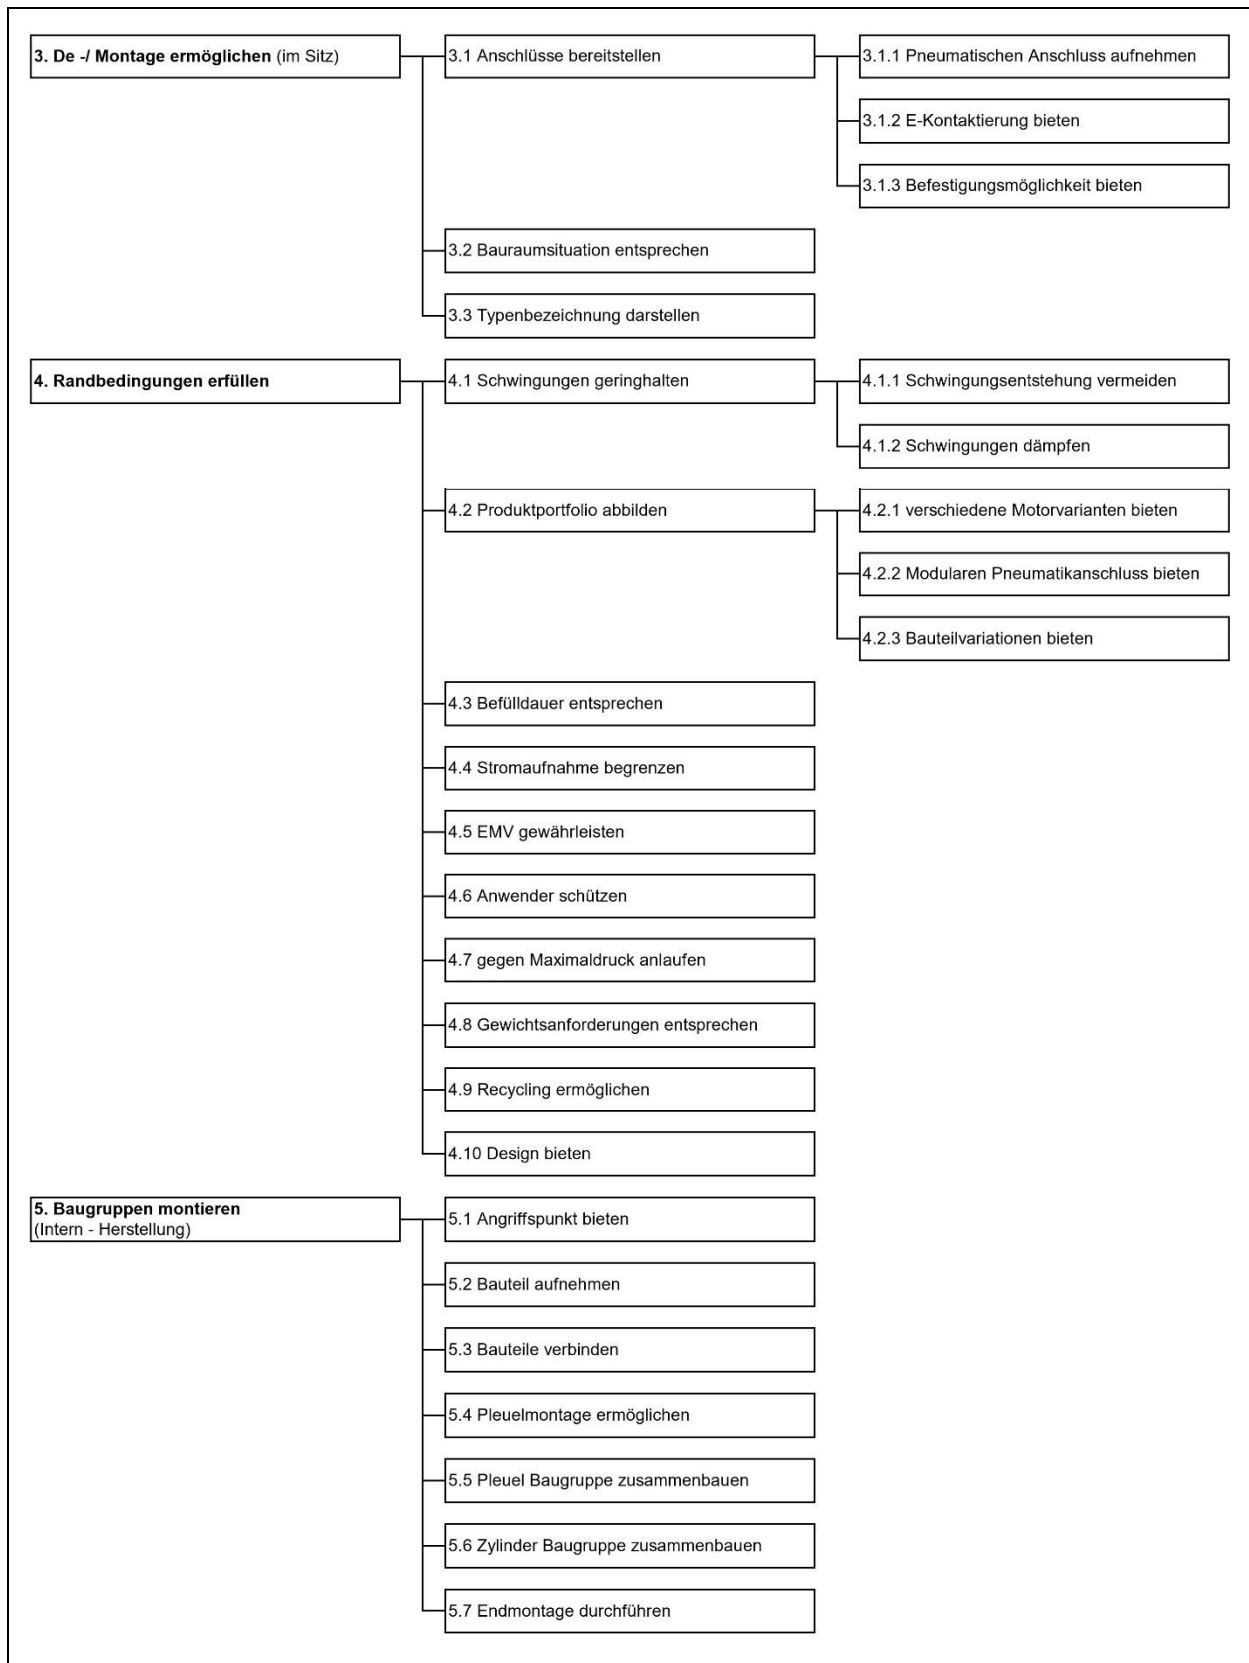 3. De -/ Montage ermöglichen (im Sitz)
3.1 Anschlüsse bereitstellen
3.1.1 Pneumatischen Anschluss aufnehmen
3.1.2 E-Kontaktierung bieten
3.1.3 Befestigungsmöglichkeit bieten
3.2 Bauraumsituation entsprechen
3.3 Typenbezeichnung darstellen
4. Randbedingungen erfüllen
4.1 Schwingungen geringhalten
4.1.1 Schwingungsentstehung vermeiden
4.1.2 Schwingungen dämpfen
4.2 Produktportfolio abbilden
4.2.1 verschiedene Motorvarianten bieten
4.2.2 Modularen Pneumatikanschluss bieten
4.2.3 Bauteilvariationen bieten
4.3 Befülldauer entsprechen
4.4 Stromaufnahme begrenzen
4.5 EMV gewährleisten
4.6 Anwender schützen
4.7 gegen Maximaldruck anlaufen
4.8 Gewichtsanforderungen entsprechen
4.9 Recycling ermöglichen
4.10 Design bieten
5. Baugruppen montieren
(Intern - Herstellung)
5.1 Angriffspunkt bieten
5.2 Bauteil aufnehmen
5.3 Bauteile verbinden
5.4 Pleuelmontage ermöglichen
5.5 Pleuel Baugruppe zusammenbauen
5.6 Zylinder Baugruppe zusammenbauen
5.7 Endmontage durchführen